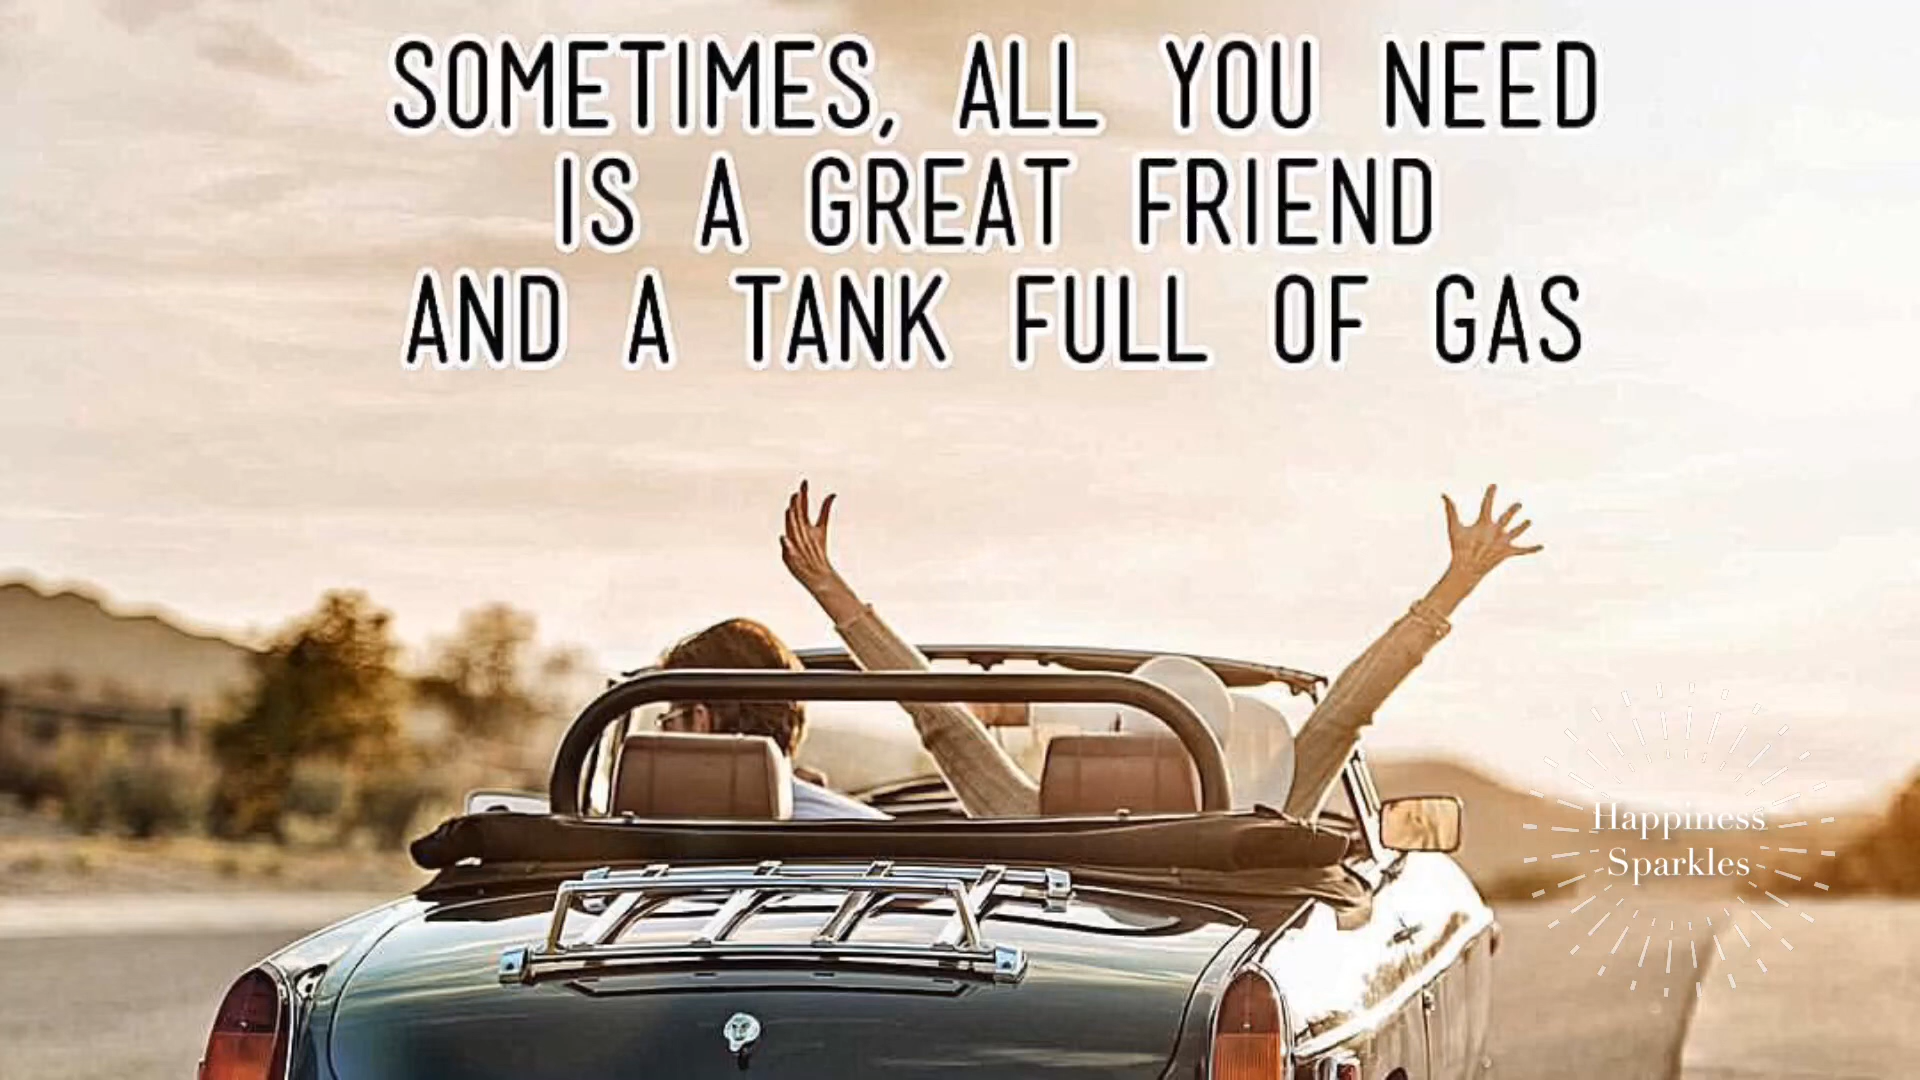 SOMETIMES, ALL YOU NEED
IS A GREAT FRIEND
AND A TANK FULL OF GAS
Happiness
Sparkles